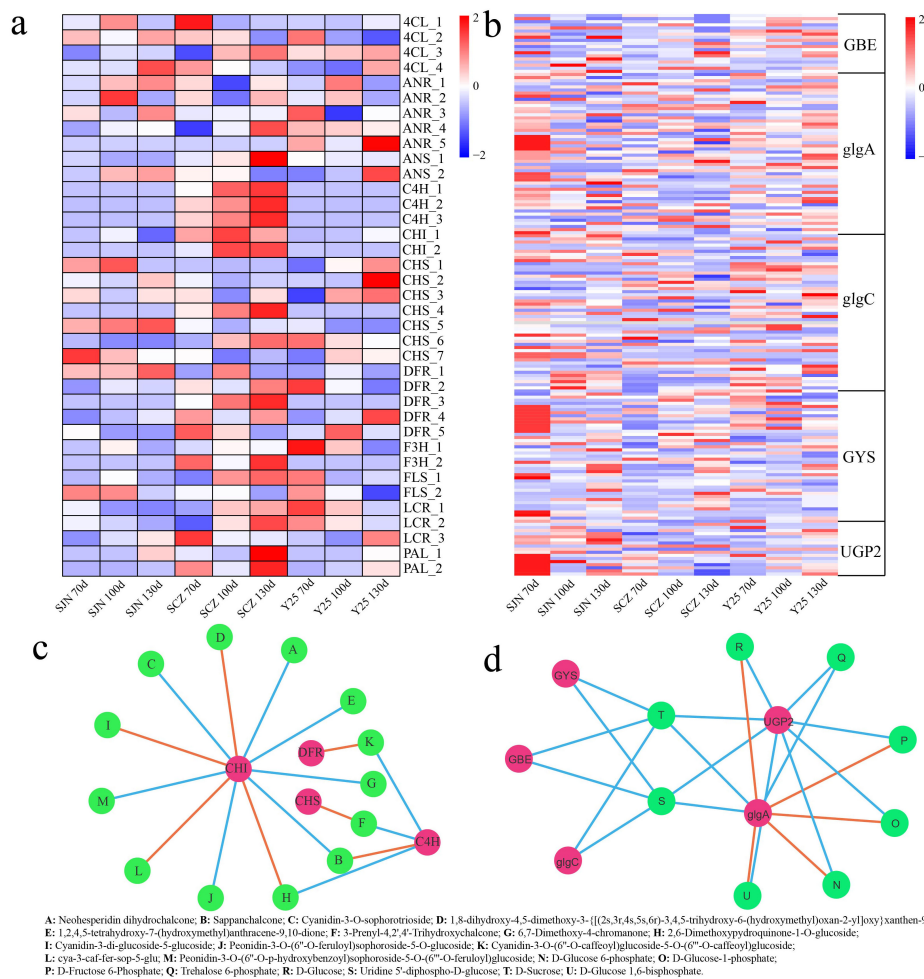 a
4CL_1
4CL_2
4CL_3
4CL_4
ANR_1
ANR_2
ANR_3
ANR_4
ANR_5
ANS_1
ANS_2
C4H_1
C4H_2
C4H_3
CHI_1
CHI_2
CHS_1
CHS_2
CHS_3
CHS_4
CHS_5
CHS_6
CHS_7
DFR_1
DFR_2
DFR_3
DFR_4
DFR_5
F3H_1
F3H_2
FLS_1
FLS_2
LCR_1
LCR_2
LCR_3
PAL_1
PAL_2
2
0
−2
SJN 70d
SJN 100d
SJN 130d
SCZ 70d
SCZ 100d
SCZ 130d
Y25 70d
Y25 100d
Y25 130d
b
GBE
glgA
glgC
GYS
UGP2
2
0
SJN 70d
SJN 100d
SJN 130d
SCZ 70d
SCZ 100d
SCZ 130d
Y25 70d
Y25 100d
Y25 130d
c
D
A
C
E
I
DFR
K
CHI
G
M
CHS
F
C4H
B
L
J
H
d
R
Q
GYS
T
UGP2
P
GBE
S
glgA
O
glgC
N
U
A: Neohesperidin dihydrochalcone; B: Sappanchalcone; C: Cyanidin-3-O-sophorotrioside; D: 1,8-dihydroxy-4,5-dimethoxy-3-{[(2s,3r,4s,5s,6r)-3,4,5-trihydroxy-6-(hydroxymethyl)oxan-2-yl]oxy}xanthen-9
E: 1,2,4,5-tetrahydroxy-7-(hydroxymethyl)anthracene-9,10-dione; F: 3-Prenyl-4,2',4'-Trihydroxychalcone; G: 6,7-Dimethoxy-4-chromanone; H: 2,6-Dimethoxypydroquinone-1-O-glucoside;
I: Cyanidin-3-di-glucoside-5-glucoside; J: Peonidin-3-O-(6"-O-feruloyl)sophoroside-5-O-glucoside; K: Cyanidin-3-O-(6"-O-caffeoyl)glucoside-5-O-(6"'-O-caffeoyl)glucoside;
L: cya-3-caf-fer-sop-5-glu; M: Peonidin-3-O-(6"-O-p-hydroxybenzoyl)sophoroside-5-O-(6"'-O-feruloyl)glucoside; N: D-Glucose 6-phosphate; O: D-Glucose-1-phosphate;
P: D-Fructose 6-Phosphate; Q: Trehalose 6-phosphate; R: D-Glucose; S: Uridine 5'-diphospho-D-glucose; T: D-Sucrose; U: D-Glucose 1,6-bisphosphate.